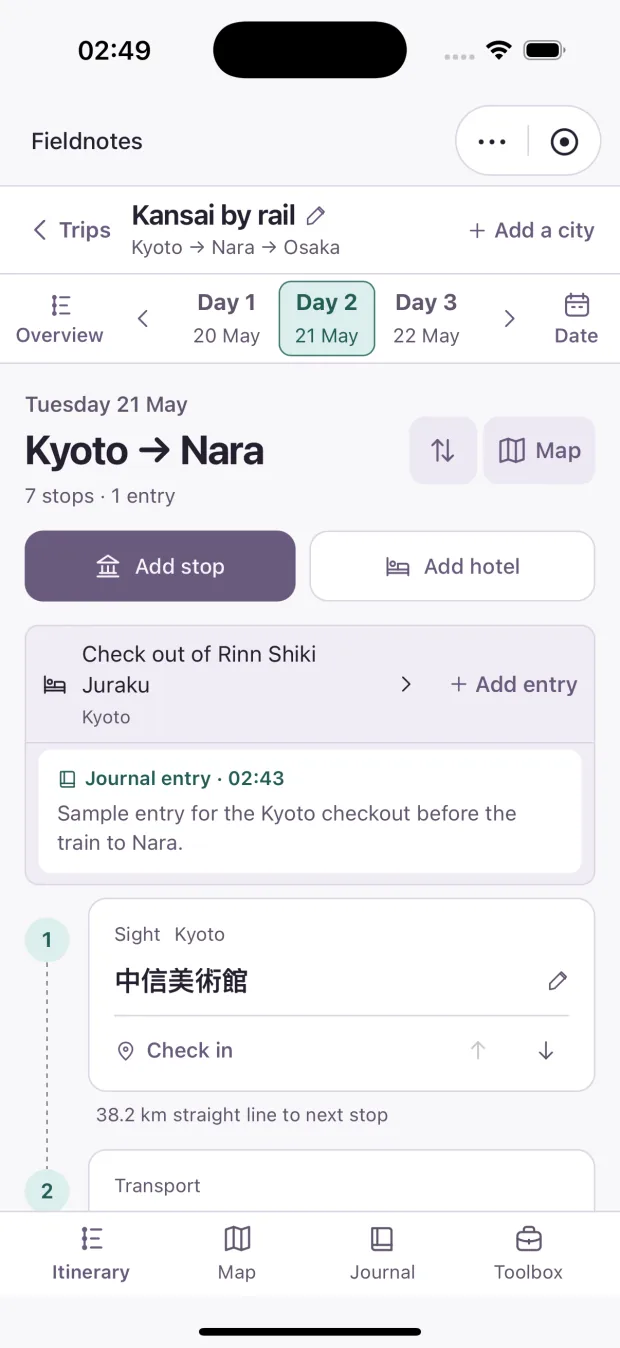 02:49
Fieldnotes
Trips
Kansai by rail
Kyoto → Nara → Osaka
+ Add a city
Overview
Day 1
20 May
Day 2
21 May
Day 3
22 May
Date
Tuesday 21 May
Kyoto → Nara
7 stops · 1 entry
Map
Add stop
Add hotel
Check out of Rinn Shiki
Juraku
Kyoto
+ Add entry
Journal entry · 02:43
Sample entry for the Kyoto checkout before the
train to Nara.
1
Sight Kyoto
中信美術館
Check in
38.2 km straight line to next stop
2
Transport
Itinerary
Map
Journal
Toolbox